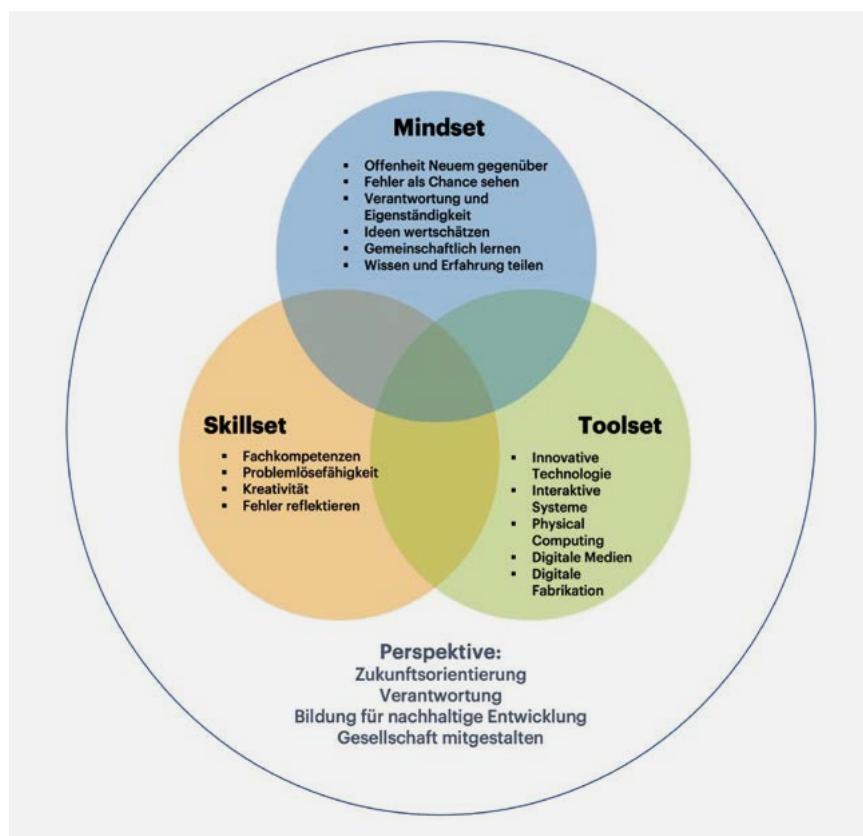 Mindset
▪ Offenheit Neuem gegenüber
▪ Fehler als Chance sehen
▪ Verantwortung und
Eigenständigkeit
▪ Ideen wertschätzen
▪ Gemeinschaftlich lernen
▪ Wissen und Erfahrung teilen
Skillset
▪ Fachkompetenzen
▪ Problemlösefähigkeit
▪ Kreativität
▪ Fehler reflektieren
Toolset
▪ Innovative
Technologie
▪ Interaktive
Systeme
▪ Physical
Computing
▪ Digitale Medien
▪ Digitale
Fabrikation
Perspektive:
Zukunftsorientierung
Verantwortung
Bildung für nachhaltige Entwicklung
Gesellschaft mitgestalten